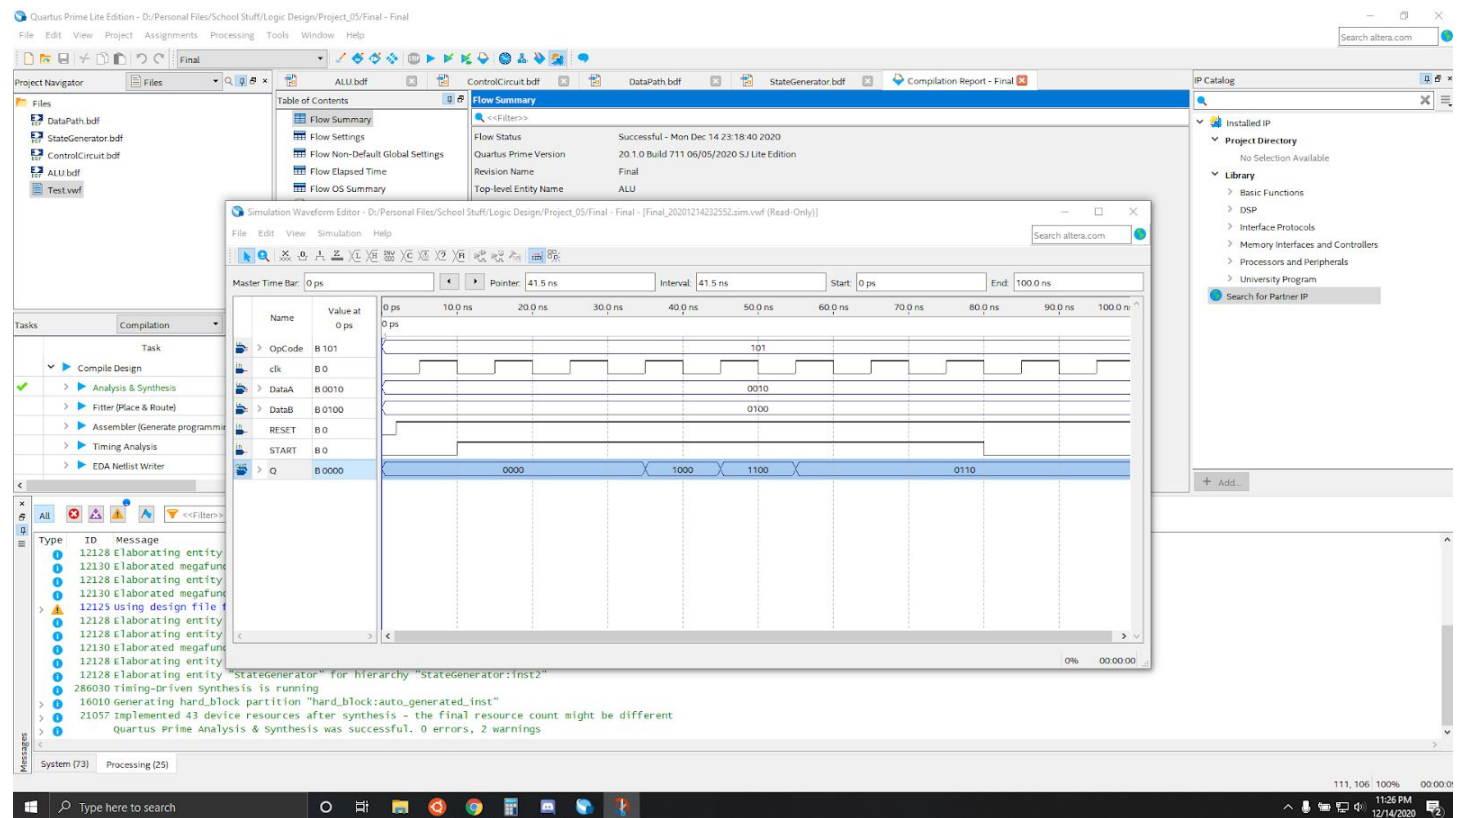 Quartus Prime Lite Edition - D:/Personal Files/School Stuff/Logic Design/Project_05/Final - Final
File Edit View Project Assignments Processing Tools Window Help
Search altera.com
Final
Project Navigator
Files
ALU.bdf
ControlCircuit.bdf
DataPath.bdf
StateGenerator.bdf
Compilation Report - Final
IP Catalog
Files
DataPath.bdf
StateGenerator.bdf
ControlCircuit.bdf
ALU.bdf
Test.vwf
Table of Contents
Flow Summary
Flow Settings
Flow Non-Default Global Settings
Flow Elapsed Time
Flow OS Summary
Flow Summary
<<Filter>>
Flow Status Successful - Mon Dec 14 23:18:40 2020
Quartus Prime Version 20.1.0 Build 711 06/05/2020 SJ Lite Edition
Revision Name Final
Top-level Entity Name ALU
Installed IP
Project Directory
No Selection Available
Library
Basic Functions
DSP
Interface Protocols
Memory Interfaces and Controllers
Processors and Peripherals
University Program
Search for Partner IP
+ Add...
Simulation Waveform Editor - D:/Personal Files/School Stuff/Logic Design/Project_05/Final - Final - [Final_20201214232552.sim.vwf (Read-Only)]
File Edit View Simulation Help
Search altera.com
Master Time Bar: 0 ps
Pointer: 41.5 ns
Interval: 41.5 ns
Start: 0 ps
End: 100.0 ns
Name Value at 0 ps
0 ps 10.0 ns 20.0 ns 30.0 ns 40.0 ns 50.0 ns 60.0 ns 70.0 ns 80.0 ns 90.0 ns 100.0 n
0 ps
OpCode B 101 101
clk B 0
DataA B 0010 0010
DataB B 0100 0100
RESET B 0
START B 0
Q B 0000 0000 1000 1100 0110
0% 00:00:00
Tasks
Compilation
Task
Compile Design
Analysis & Synthesis
Fitter (Place & Route)
Assembler (Generate programmin
Timing Analysis
EDA Netlist Writer
All
<<Filter>>
Type ID Message
12128 Elaborating entity
12130 Elaborated megafunc
12128 Elaborating entity
12130 Elaborated megafunc
12125 Using design file f
12128 Elaborating entity
12128 Elaborating entity
12130 Elaborated megafunc
12128 Elaborating entity
12128 Elaborating entity "StateGenerator" for hierarchy "StateGenerator:inst2"
286030 Timing-Driven Synthesis is running
16010 Generating hard_block partition "hard_block:auto_generated_inst"
21057 Implemented 43 device resources after synthesis - the final resource count might be different
Quartus Prime Analysis & Synthesis was successful. 0 errors, 2 warnings
Messages
System (73) Processing (25)
111, 106 100% 00:00:0
Type here to search
11:26 PM
12/14/2020
2